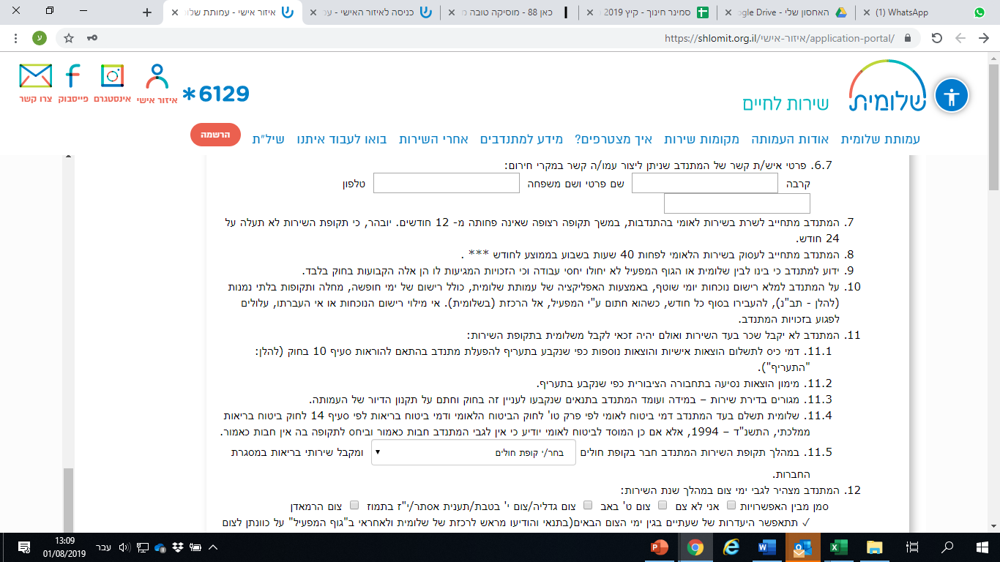 איזור אישי - עמותת שלו
כניסה לאיזור האישי - עמ
כאן 88 - מוסיקה טובה מ
סמינר חינוך - קיץ 2019
האחסון שלי - ogle Drive
(1) WhatsApp
ע
https://shlomit.org.il/איזור-אישי/application-portal/
שלומית
שירות לחיים
*6129
איזור אישי
אינסטגרם
פייסבוק
צרו קשר
עמותת שלומית
אודות העמותה
מקומות שירות
איך מצטרפים?
מידע למתנדבים
אחרי השירות
בואו לעבוד איתנו
שיל"ת
הרשמה
6.7. פרטי איש/ת קשר של המתנדב שניתן ליצור עמו/ה קשר במקרי חירום:
קרבה שם פרטי ושם משפחה טלפון
7. המתנדב מתחייב לשרת בשירות לאומי בהתנדבות, במשך תקופה רצופה שאינה פחותה מ- 12 חודשים. יובהר, כי תקופת השירות לא תעלה על
24 חודש.
8. המתנדב מתחייב לעסוק בשירות הלאומי לפחות 40 שעות בשבוע בממוצע לחודש *** .
9. ידוע למתנדב כי בינו לבין שלומית או הגוף המפעיל לא יחולו יחסי עבודה וכי הזכויות המגיעות לו הן אלה הקבועות בחוק בלבד.
10. על המתנדב למלא רישום נוכחות יומי שוטף, באמצעות האפליקציה של עמותת שלומית, כולל רישום של ימי חופשה, מחלה ותקופות בלתי נמנות
(להלן - תב"נ), להעבירו בסוף כל חודש, כשהוא חתום ע"י המפעיל, אל הרכזת (בשלומית). אי מילוי רישום הנוכחות או אי העברתו, עלולים
לפגוע בזכויות המתנדב.
11. המתנדב לא יקבל שכר בעד השירות ואולם יהיה זכאי לקבל משלומית בתקופת השירות:
11.1. דמי כיס לתשלום הוצאות אישיות והוצאות נוספות כפי שנקבע בתעריף להפעלת מתנדב בהתאם להוראות סעיף 10 בחוק (להלן:
"התעריף").
11.2. מימון הוצאות נסיעה בתחבורה הציבורית כפי שנקבע בתעריף.
11.3. מגורים בדירת שירות – במידה ועומד המתנדב בתנאים שנקבעו לעניין זה בחוק וחתם על תקנון הדיור של העמותה.
11.4. שלומית תשלם בעד המתנדב דמי ביטוח לאומי לפי פרק טו' לחוק הביטוח הלאומי ודמי ביטוח בריאות לפי סעיף 14 לחוק ביטוח בריאות
ממלכתי, התשנ"ד – 1994, אלא אם כן המוסד לביטוח לאומי יודיע כי אין לגבי המתנדב חבות כאמור וביחס לתקופה בה אין חבות כאמור.
11.5. במהלך תקופת השירות המתנדב חבר בקופת חולים בחר/י קופת חולים ומקבל שירותי בריאות במסגרת
החברות.
12. המתנדב מצהיר לגבי ימי צום במהלך שנת השירות:
סמן מבין האפשרויות אני לא צם צום ט' באב צום גדליה/צום י' בטבת/תענית אסתר/י"ז בתמוז צום הרמאדן
✓ תתאפשר היעדרות של שעתיים בגין ימי הצום הבאים(בתנאי והודיעו מראש לרכזת של שלומית ולאחראי ב"גוף המפעיל" על כוונתן לצום
עבר
13:09
01/08/2019